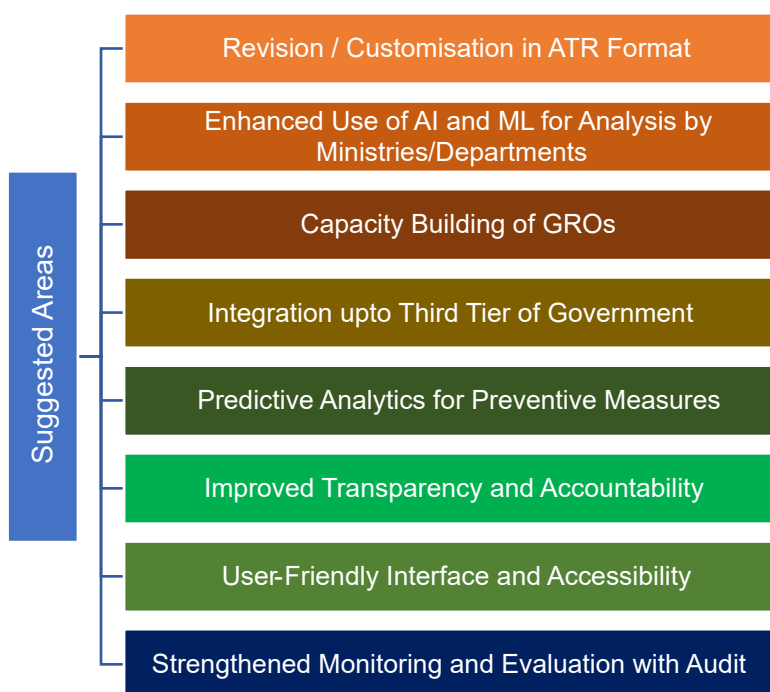 Suggested Areas
Revision / Customisation in ATR Format
Enhanced Use of AI and ML for Analysis by
Ministries/Departments
Capacity Building of GROs
Integration upto Third Tier of Government
Predictive Analytics for Preventive Measures
Improved Transparency and Accountability
User-Friendly Interface and Accessibility
Strengthened Monitoring and Evaluation with Audit